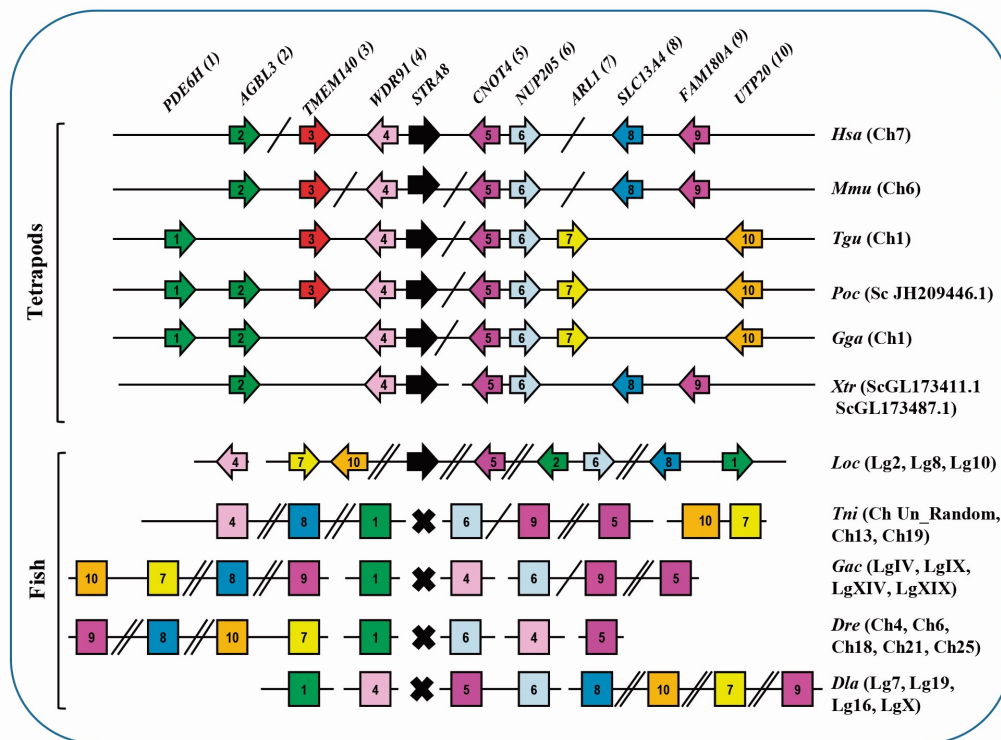 PDE6H (1) AGBL3 (2) TMEM140 (3) WDR91 (4) STRA8 CNOT4 (5) NUP205 (6) ARL1 (7) SLC13A4 (8) FAM180A (9) UTP20 (10)
Tetrapods
2 3 4 5 6 8 9 Hsa (Ch7)
2 3 4 5 6 8 9 Mmu (Ch6)
1 3 4 5 6 7 10 Tgu (Ch1)
1 2 3 4 5 6 7 10 Poc (Sc JH209446.1)
1 2 4 5 6 7 10 Gga (Ch1)
2 4 5 6 8 9 Xtr (ScGL173411.1
ScGL173487.1)
Fish
4 7 10 5 2 6 8 1 Loc (Lg2, Lg8, Lg10)
4 8 1 6 9 5 10 7 Tni (Ch Un_Random,
Ch13, Ch19)
10 7 8 9 1 4 6 9 5 Gac (LgIV, LgIX,
LgXIV, LgXIX)
9 8 10 7 1 6 4 5 Dre (Ch4, Ch6,
Ch18, Ch21, Ch25)
1 4 5 6 8 10 7 9 Dla (Lg7, Lg19,
Lg16, LgX)